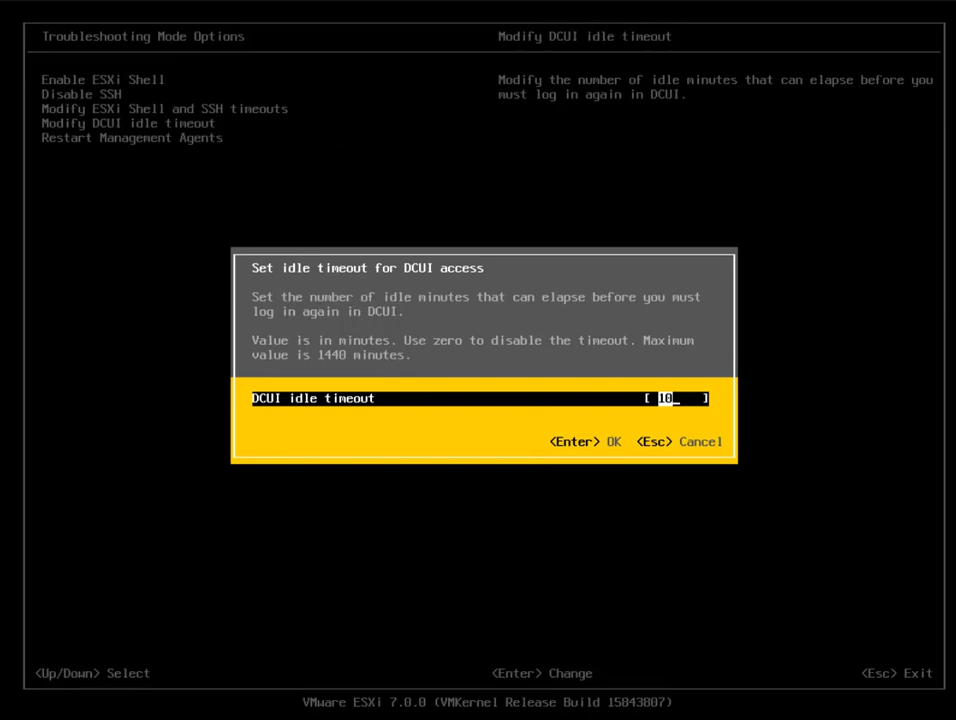 Troubleshooting Mode Options
Modify DCUI idle timeout
Enable ESXi Shell
Disable SSH
Modify ESXi Shell and SSH timeouts
Modify DCUI idle timeout
Restart Management Agents
Modify the number of idle minutes that can elapse before you
must log in again in DCUI.
Set idle timeout for DCUI access
Set the number of idle minutes that can elapse before you must
log in again in DCUI.
Value is in minutes. Use zero to disable the timeout. Maximum
value is 1440 minutes.
DCUI idle timeout [ 10_ ]
<Enter> OK <Esc> Cancel
<Up/Down> Select <Enter> Change <Esc> Exit
VMware ESXi 7.0.0 (VMKernel Release Build 15843807)